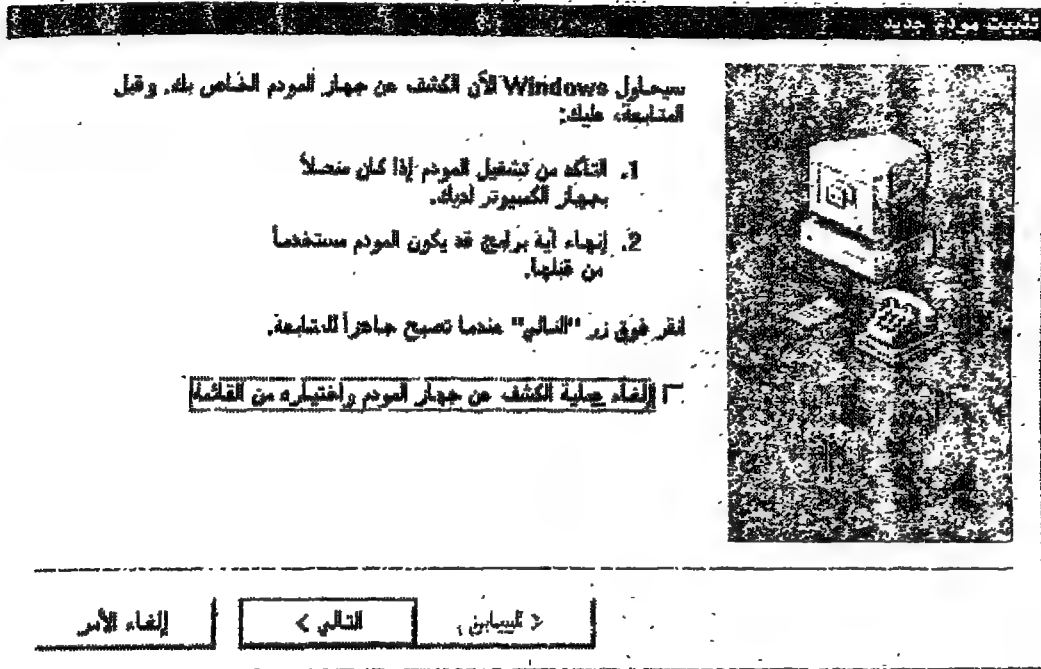 تثبيت مودم جديد
سيحاول Windows الآن الكشف عن جهاز المودم الخاص بك. وقبل
المتابعة، عليك:
1. التأكد من تشغيل المودم إذا كان متصلاً
بجهاز الكمبيوتر لديك.
2. إنهاء أية برامج قد يكون المودم مستخدماً
من قبلها.
انقر فوق زر "التالي" عندما تصبح جاهزاً للمتابعة.
إلغاء عملية الكشف عن جهاز المودم واختياره من القائمة
< السابق
التالي >
إلغاء الأمر